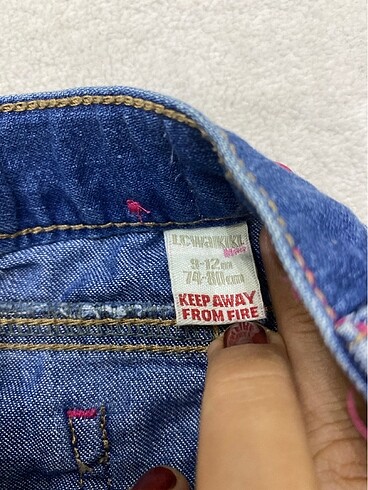 LCWAIKIKI
9-12m
74-80cm
KEEP AWAY
FROM FIRE